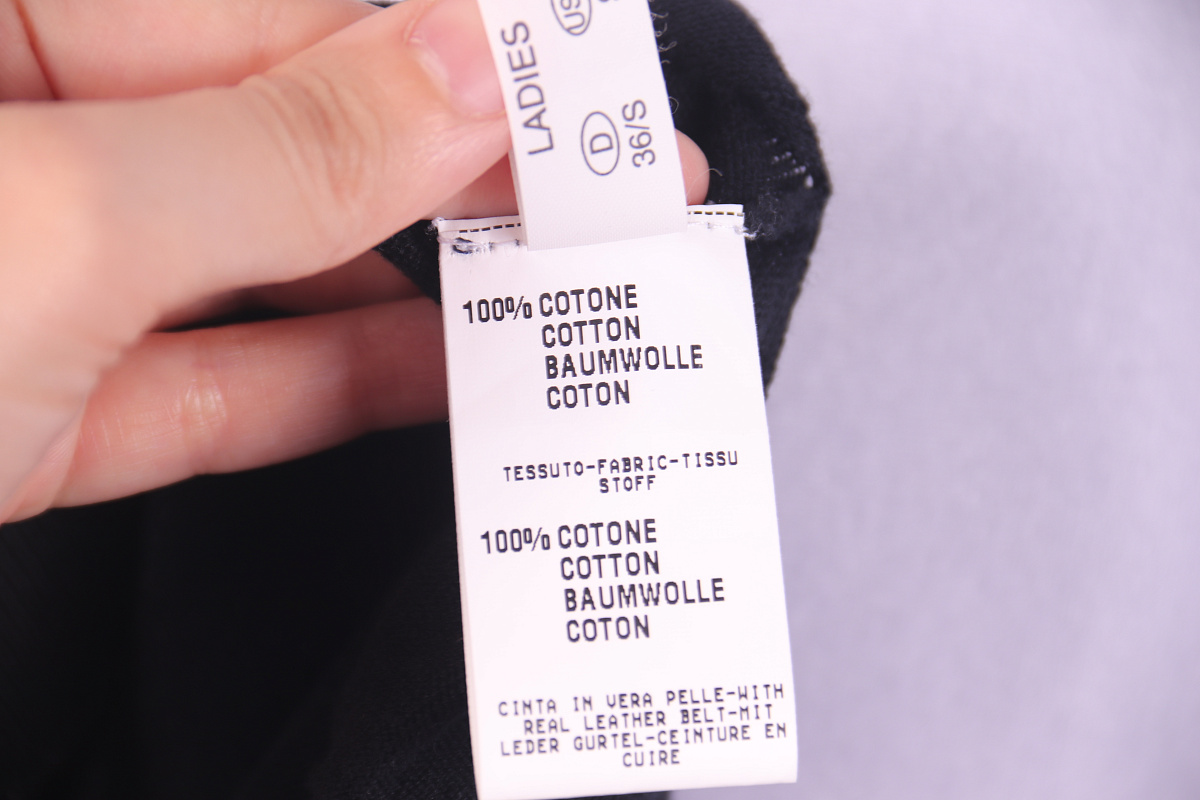 LADIES
US
D
36/S
100% COTONE
COTTON
BAUMWOLLE
COTON
TESSUTO-FABRIC-TISSU
STOFF
100% COTONE
COTTON
BAUMWOLLE
COTON
CINTA IN VERA PELLE-WITH
REAL LEATHER BELT-MIT
LEDER GURTEL-CEINTURE EN
CUIRE